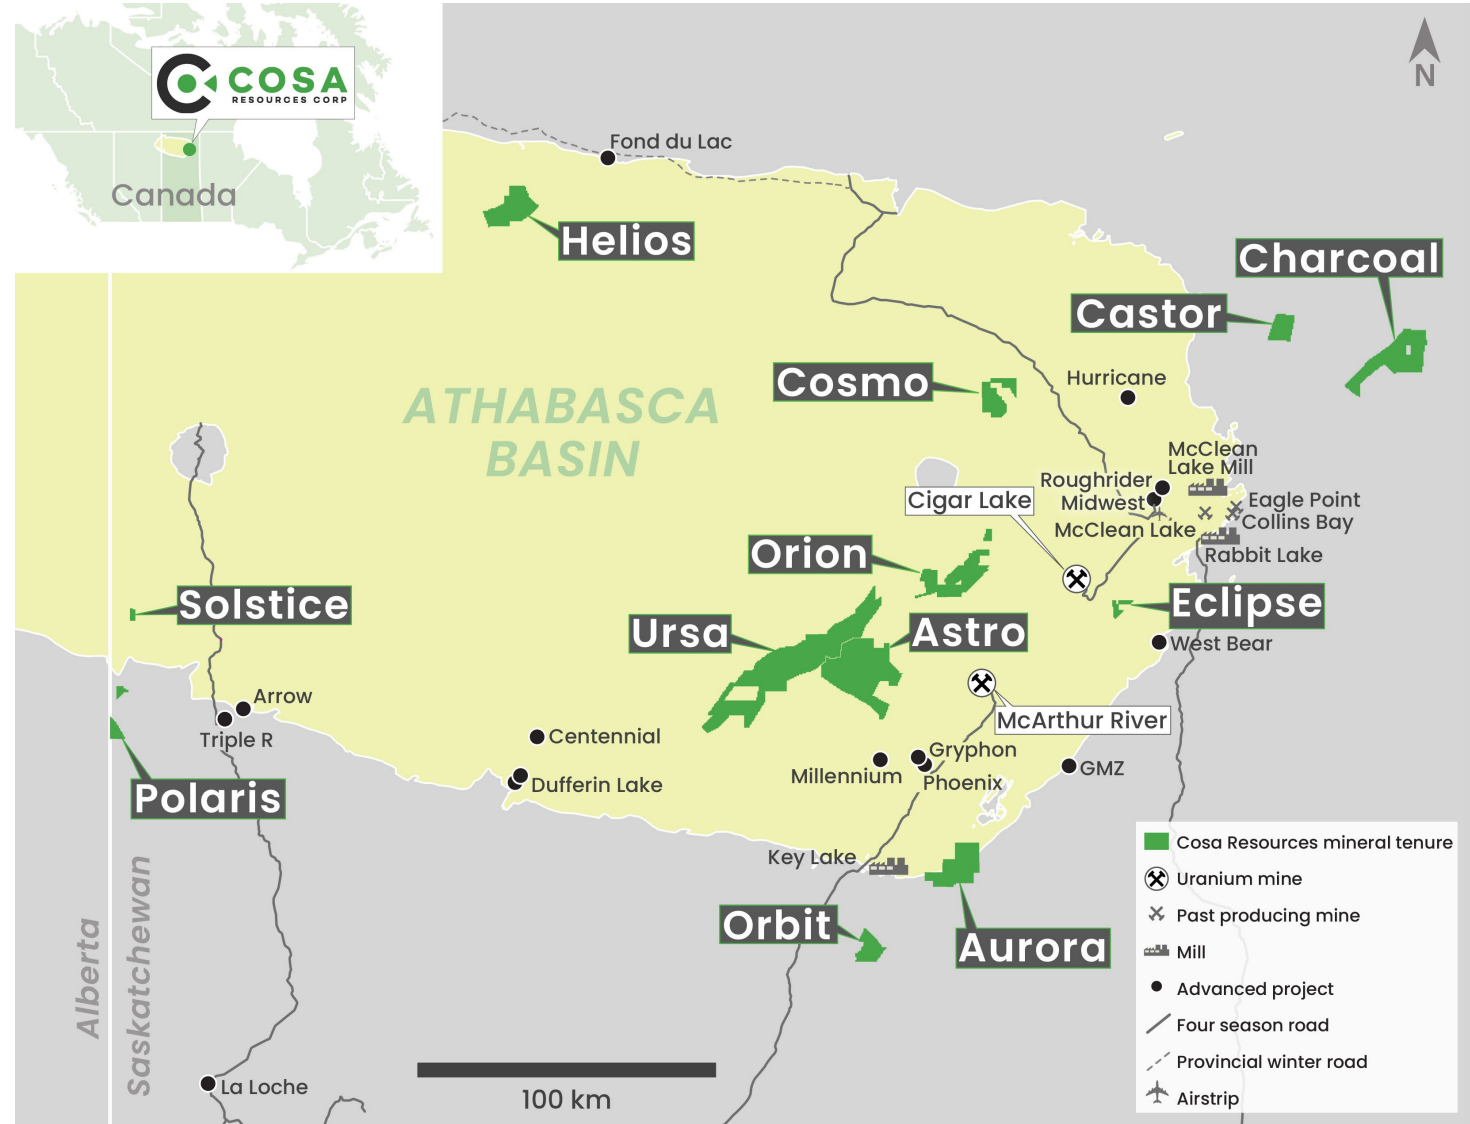 COSA
RESOURCES CORP
Canada
N
Fond du Lac
Helios
Charcoal
Castor
Cosmo
Hurricane
ATHABASCA
BASIN
McClean
Lake Mill
Roughrider
Midwest
Cigar Lake
Eagle Point
Collins Bay
McClean Lake
Rabbit Lake
Orion
Solstice
Eclipse
Ursa
Astro
West Bear
Arrow
Triple R
McArthur River
Centennial
Gryphon
Millennium
Phoenix
GMZ
Dufferin Lake
Polaris
Key Lake
Orbit
Aurora
Alberta
Saskatchewan
La Loche
100 km
Cosa Resources mineral tenure
Uranium mine
Past producing mine
Mill
Advanced project
Four season road
Provincial winter road
Airstrip